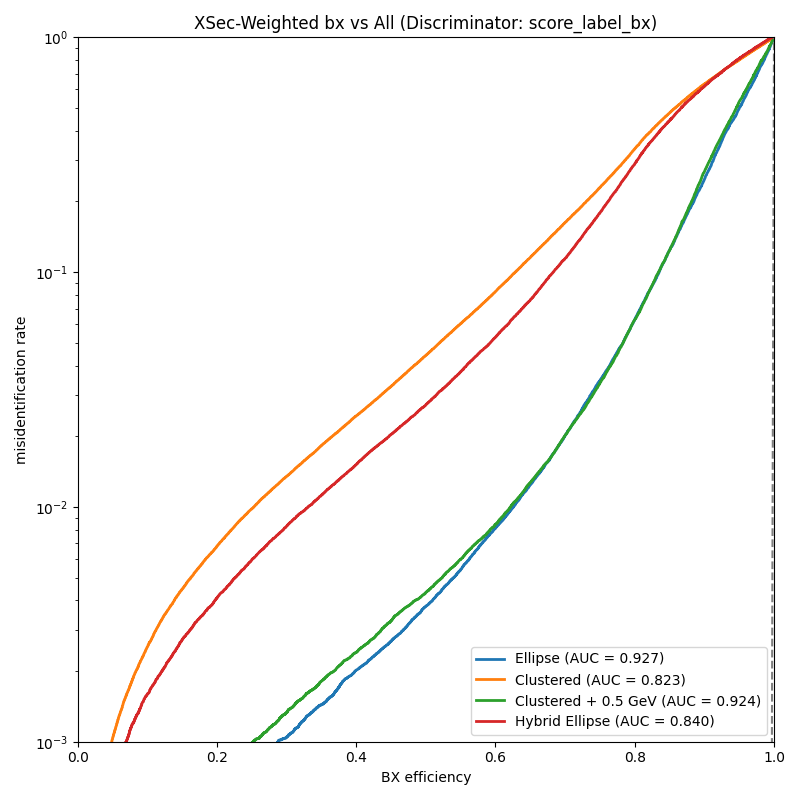 XSec-Weighted bx vs All (Discriminator: score_label_bx)
misidentification rate
10⁰
10⁻¹
10⁻²
10⁻³
Ellipse (AUC = 0.927)
Clustered (AUC = 0.823)
Clustered + 0.5 GeV (AUC = 0.924)
Hybrid Ellipse (AUC = 0.840)
0.0 0.2 0.4 0.6 0.8 1.0
BX efficiency